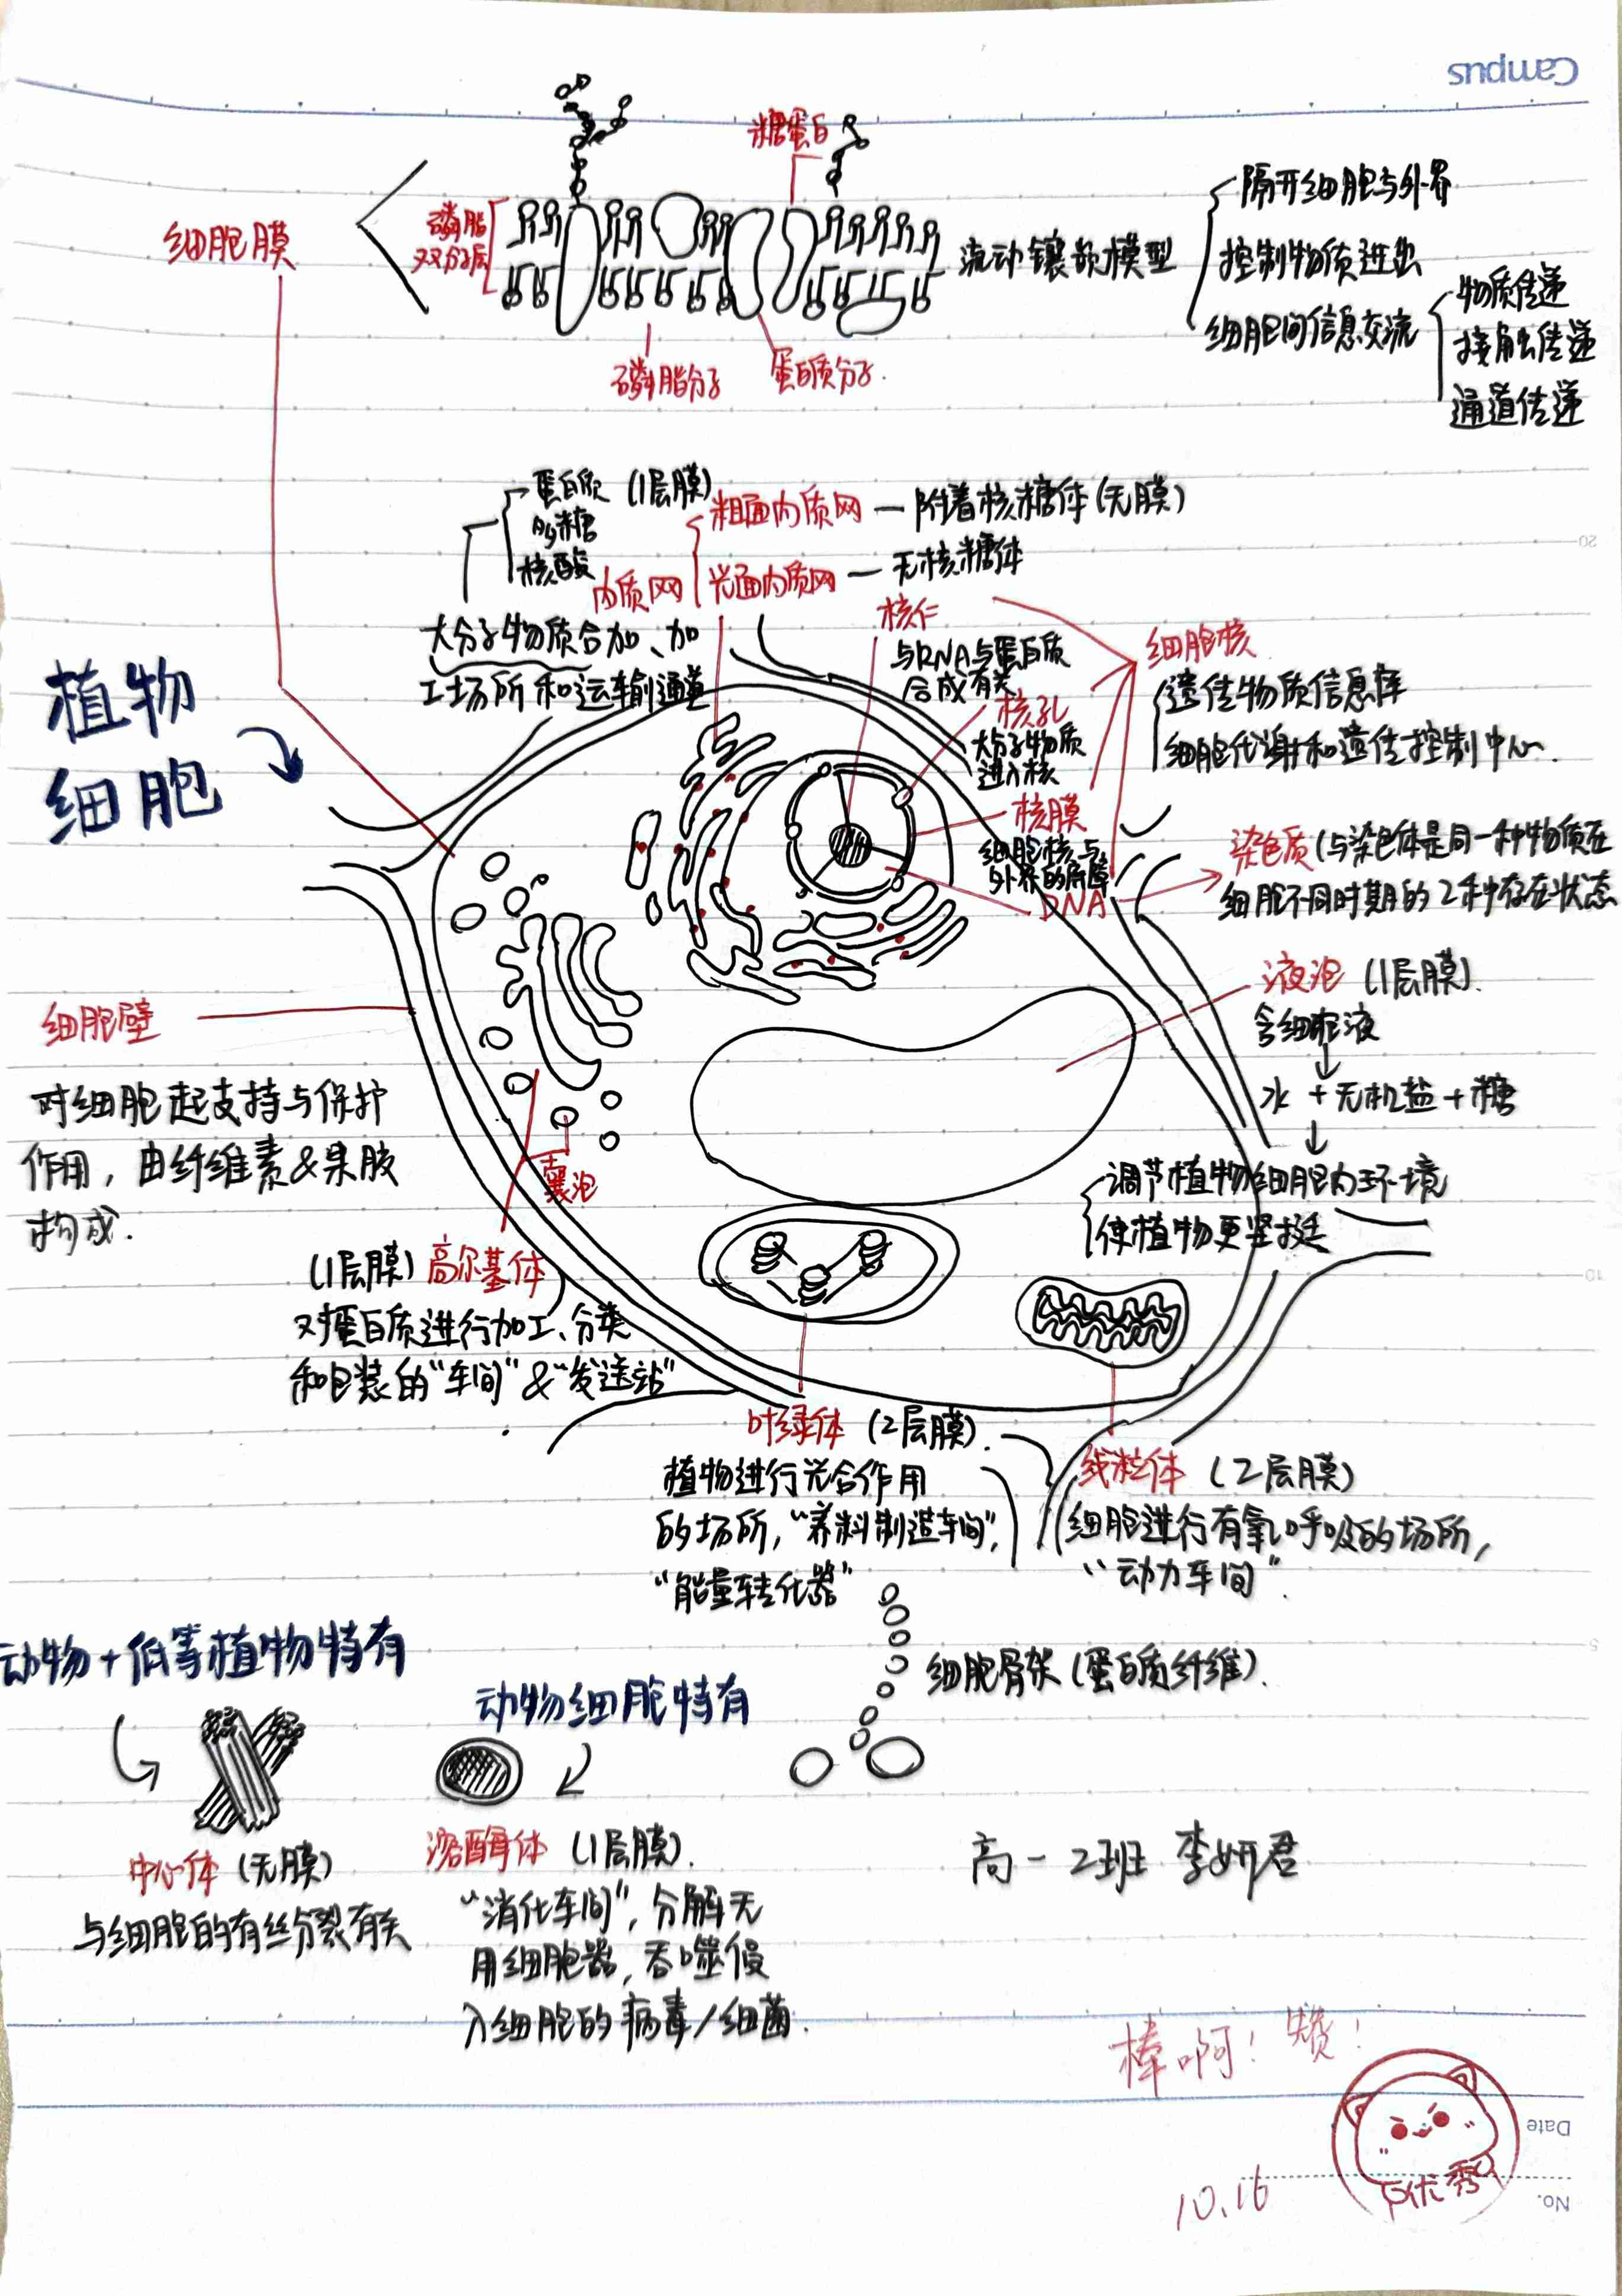 Campus
糖蛋白
细胞膜
磷脂
双分子层
流动镶嵌模型
隔开细胞与外界
控制物质进出
细胞间信息交流
物质传递
接触传递
通道传递
磷脂分子
蛋白质分子.
蛋白质 (1层膜)
多糖
核酸
内质网
粗面内质网 — 附着核糖体 (无膜)
光面内质网 — 无核糖体
大分子物质合加、加
工场所和运输通道
核仁
与RNA与蛋白质
合成有关
核孔
大分子物质
进入核
核膜
细胞核与
外界的屏障
DNA
细胞核
遗传物质信息库
细胞代谢和遗传控制中心.
染色质 (与染色体是同一种物质在
细胞不同时期的2种存在状态
植物
细胞
液泡 (1层膜).
含细胞液
↓
水+无机盐+糖
↓
调节植物细胞内环境
使植物更坚挺
细胞壁
对细胞起支持与保护
作用, 由纤维素&果胶
构成.
囊泡
(1层膜) 高尔基体
对蛋白质进行加工、分类
和包装的“车间”&“发送站”
叶绿体 (2层膜).
植物进行光合作用
的场所, “养料制造车间”,
“能量转化器”
线粒体 (2层膜)
细胞进行有氧呼吸的场所,
“动力车间”.
细胞骨架 (蛋白质纤维).
动物+低等植物特有
中心体 (无膜)
与细胞的有丝分裂有关
动物细胞特有
溶酶体 (1层膜).
“消化车间”, 分解无
用细胞器, 吞噬侵
入细胞的病毒/细菌.
高一2班 李妍君
棒啊! 赞!
优秀
10.16
Date
No.
20
10
5